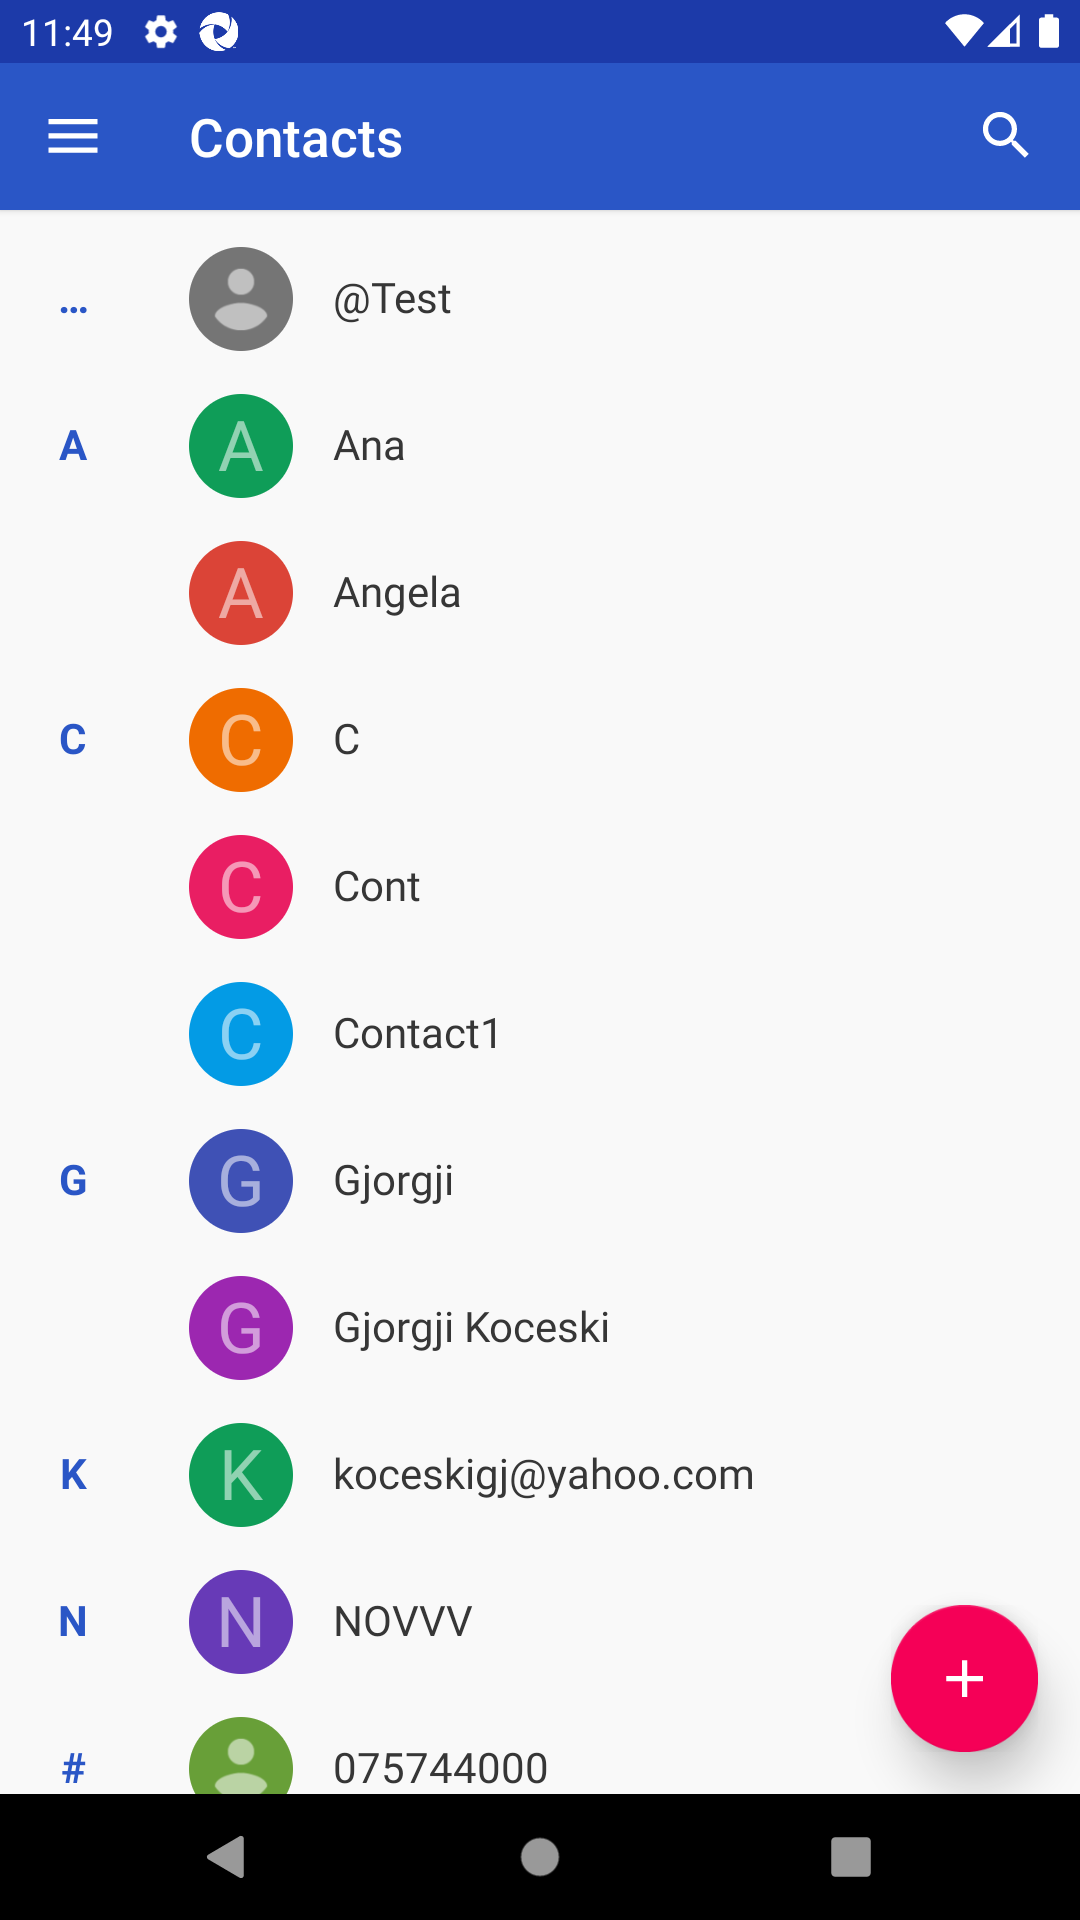 11:49
Contacts
... @Test
A A Ana
A Angela
C C C
C Cont
C Contact1
G G Gjorgji
G Gjorgji Koceski
K K koceskigj@yahoo.com
N N NOVVV
# 075744000